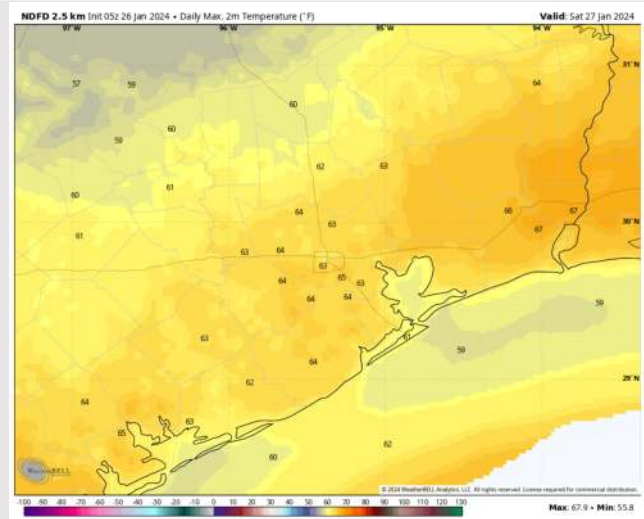 NDFD 2.5 km Init 05z 26 Jan 2024 • Daily Max. 2m Temperature (°F) Valid: Sat 27 Jan 2024
97°W 96°W 95°W 94°W
31°N
57 59 64
60
59 60
62 63
60 61
64 66 67
30°N
61 63 67
63 64
63
64 65 63
64 64
59
63 61
59
64
29°N
62
64
65 63
62
60
WeatherBELL
© 2024 WeatherBELL Analytics, LLC. All rights reserved. License required for commercial distribution.
-100 -90 -80 -70 -60 -50 -40 -30 -20 -10 0 10 20 30 40 50 60 70 80 90 100 110 120 130
Max: 67.9 • Min: 55.8